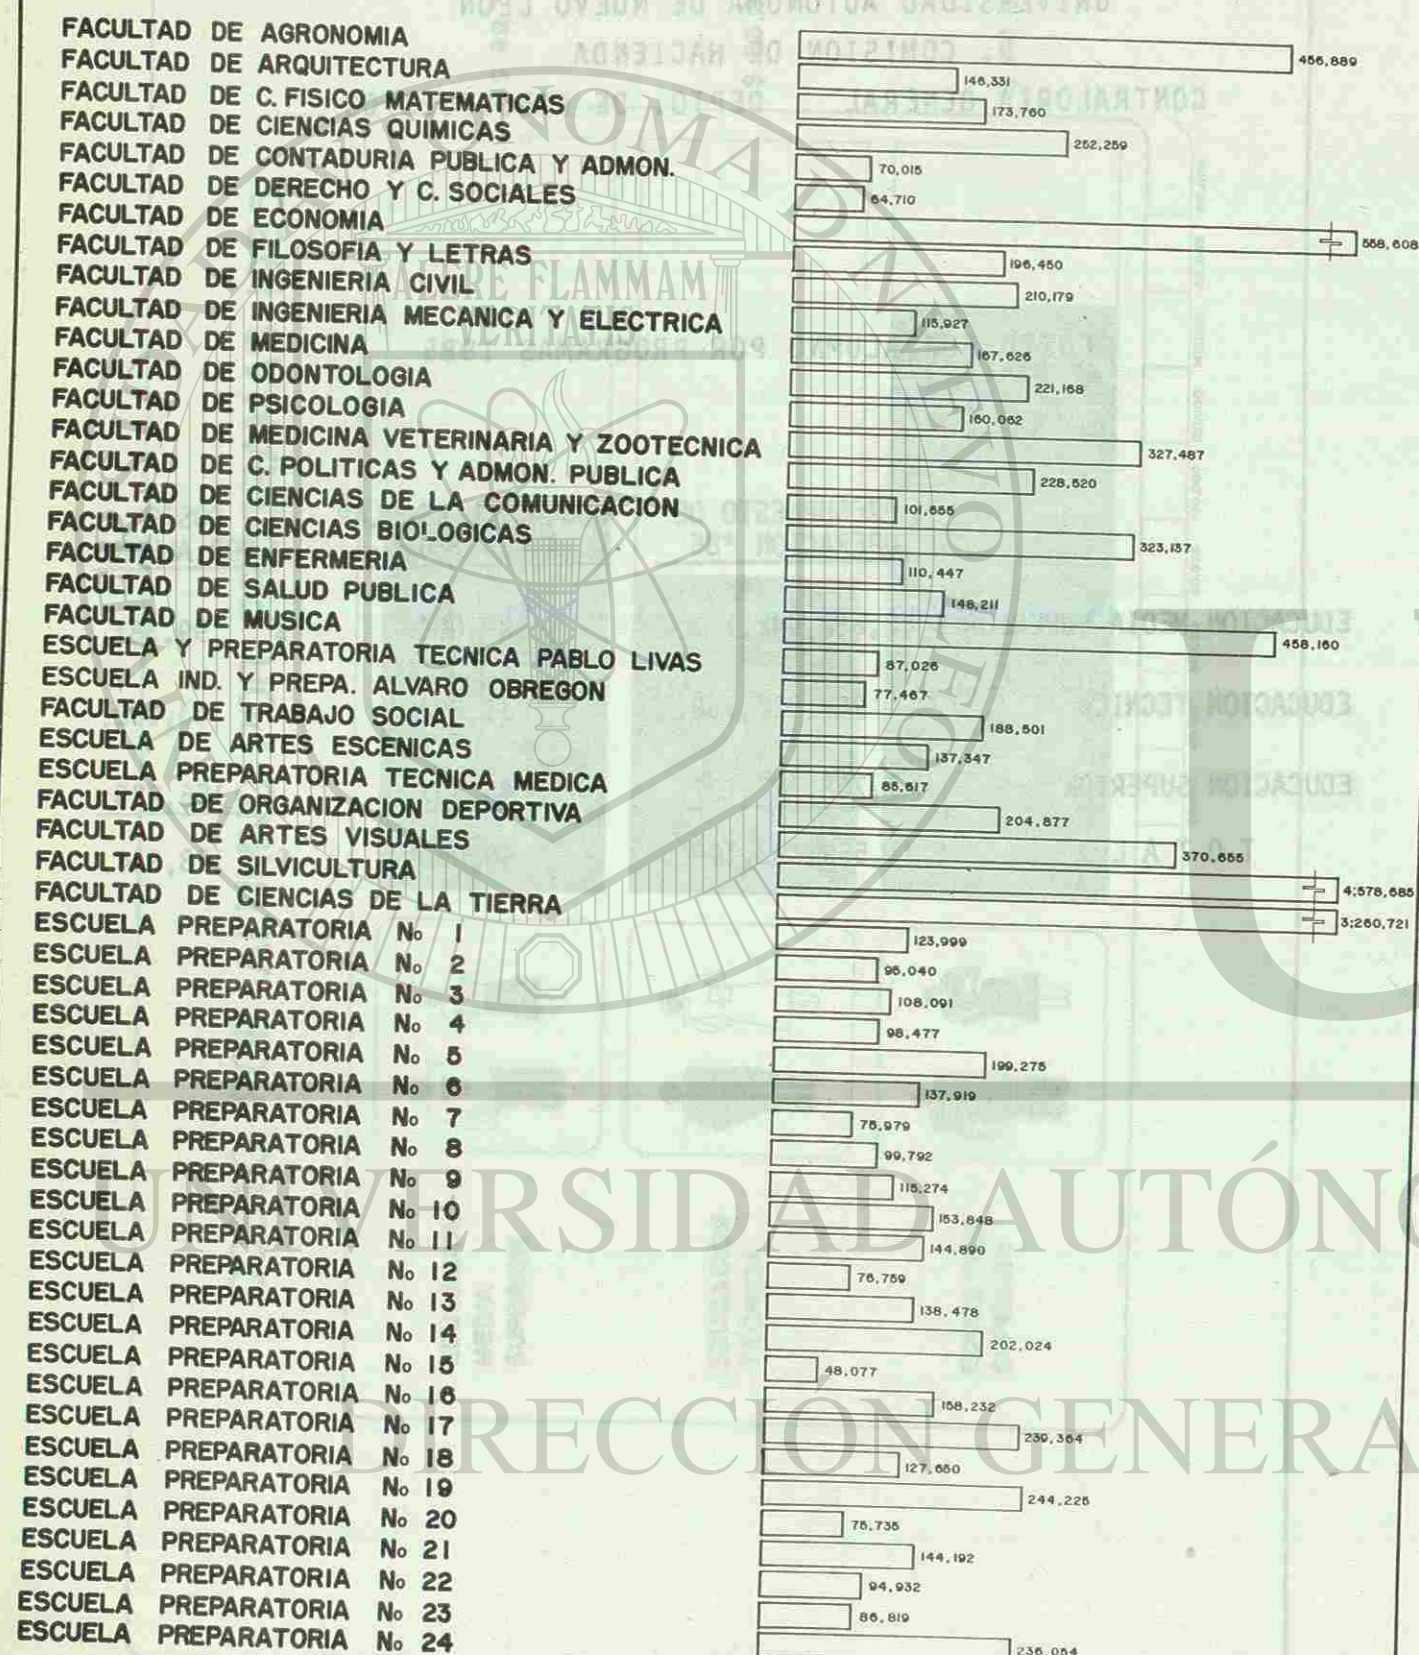 FACULTAD DE AGRONOMIA 456,889
FACULTAD DE ARQUITECTURA 146,331
FACULTAD DE C. FISICO MATEMATICAS 173,760
FACULTAD DE CIENCIAS QUIMICAS 252,259
FACULTAD DE CONTADURIA PUBLICA Y ADMON. 70,015
FACULTAD DE DERECHO Y C. SOCIALES 64,710
FACULTAD DE ECONOMIA 558,608
FACULTAD DE FILOSOFIA Y LETRAS 196,450
FACULTAD DE INGENIERIA CIVIL 210,179
FACULTAD DE INGENIERIA MECANICA Y ELECTRICA 115,927
FACULTAD DE MEDICINA 167,626
FACULTAD DE ODONTOLOGIA 221,168
FACULTAD DE PSICOLOGIA 160,062
FACULTAD DE MEDICINA VETERINARIA Y ZOOTECNICA 327,487
FACULTAD DE C. POLITICAS Y ADMON. PUBLICA 228,520
FACULTAD DE CIENCIAS DE LA COMUNICACION 101,655
FACULTAD DE CIENCIAS BIOLOGICAS 323,137
FACULTAD DE ENFERMERIA 110,447
FACULTAD DE SALUD PUBLICA 148,211
FACULTAD DE MUSICA 458,160
ESCUELA Y PREPARATORIA TECNICA PABLO LIVAS 87,026
ESCUELA IND. Y PREPA. ALVARO OBREGON 77,467
FACULTAD DE TRABAJO SOCIAL 188,501
ESCUELA DE ARTES ESCENICAS 137,347
ESCUELA PREPARATORIA TECNICA MEDICA 85,617
FACULTAD DE ORGANIZACION DEPORTIVA 204,877
FACULTAD DE ARTES VISUALES 370,655
FACULTAD DE SILVICULTURA 4:578,685
FACULTAD DE CIENCIAS DE LA TIERRA 3:260,721
ESCUELA PREPARATORIA No 1 123,999
ESCUELA PREPARATORIA No 2 95,040
ESCUELA PREPARATORIA No 3 108,091
ESCUELA PREPARATORIA No 4 98,477
ESCUELA PREPARATORIA No 5 199,275
ESCUELA PREPARATORIA No 6 137,919
ESCUELA PREPARATORIA No 7 75,979
ESCUELA PREPARATORIA No 8 99,792
ESCUELA PREPARATORIA No 9 115,274
ESCUELA PREPARATORIA No 10 153,848
ESCUELA PREPARATORIA No 11 144,890
ESCUELA PREPARATORIA No 12 76,759
ESCUELA PREPARATORIA No 13 138,478
ESCUELA PREPARATORIA No 14 202,024
ESCUELA PREPARATORIA No 15 48,077
ESCUELA PREPARATORIA No 16 158,232
ESCUELA PREPARATORIA No 17 239,364
ESCUELA PREPARATORIA No 18 127,650
ESCUELA PREPARATORIA No 19 244,225
ESCUELA PREPARATORIA No 20 75,735
ESCUELA PREPARATORIA No 21 144,192
ESCUELA PREPARATORIA No 22 94,932
ESCUELA PREPARATORIA No 23 86,819
ESCUELA PREPARATORIA No 24 236,054
ALERE FLAMMAM
VERITATIS
UNIVERSIDAD AUTÓNO
DIRECCIÓN GENERA